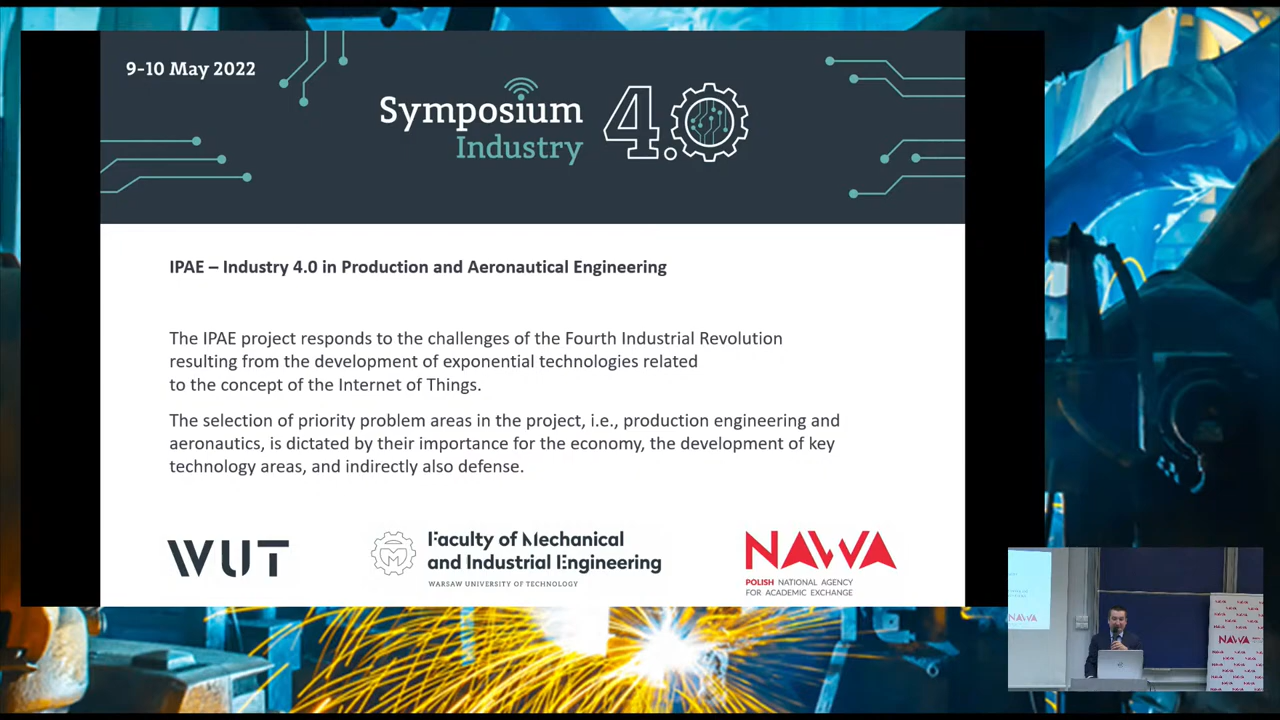 9-10 May 2022
Symposium
Industry
4.0
IPAE – Industry 4.0 in Production and Aeronautical Engineering
The IPAE project responds to the challenges of the Fourth Industrial Revolution
resulting from the development of exponential technologies related
to the concept of the Internet of Things.
The selection of priority problem areas in the project, i.e., production engineering and
aeronautics, is dictated by their importance for the economy, the development of key
technology areas, and indirectly also defense.
WUT
Faculty of Mechanical
and Industrial Engineering
WARSAW UNIVERSITY OF TECHNOLOGY
NAWA
POLISH NATIONAL AGENCY
FOR ACADEMIC EXCHANGE
NAWA
NAWA